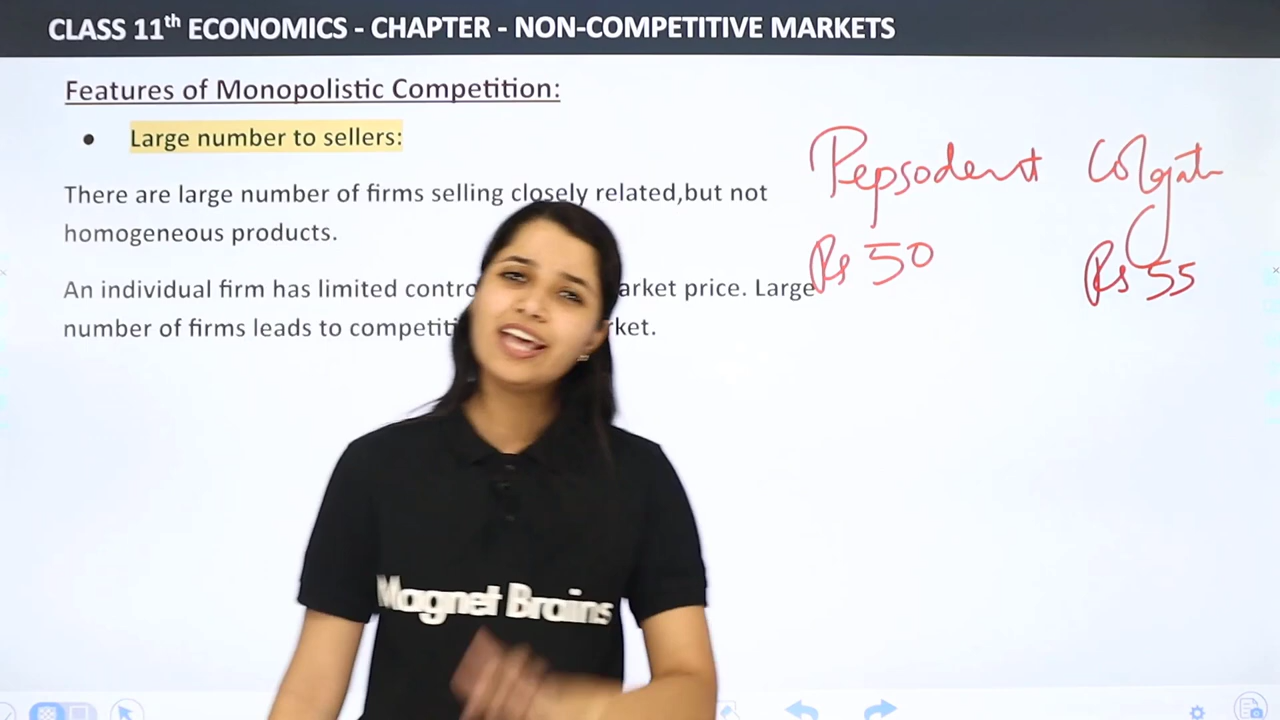 CLASS 11th ECONOMICS - CHAPTER - NON-COMPETITIVE MARKETS
Features of Monopolistic Competition:
• Large number to sellers:
There are large number of firms selling closely related,but not
homogeneous products.
An individual firm has limited contro arket price. Large
number of firms leads to competiti rket.
Pepsodent Colgate
Rs 50 Rs 55
Magnet Brains